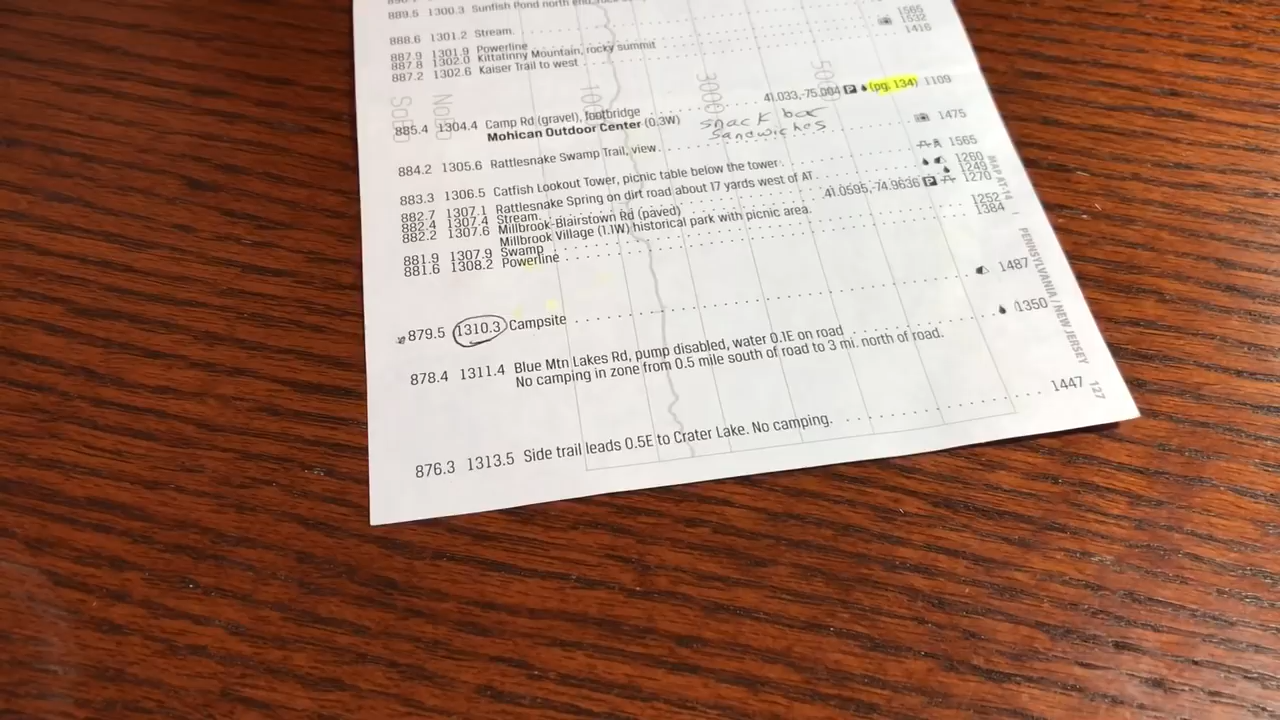 889.5 1300.3 Sunfish Pond north end,
888.6 1301.2 Stream. 1565
887.9 1301.9 Powerline 1532
887.8 1302.0 Kittatinny Mountain, rocky summit 1416
887.2 1302.6 Kaiser Trail to west
SoBo NoBo 1000 3000 5000
885.4 1304.4 Camp Rd (gravel), footbridge 41.033,-75.004 P (pg. 134) 1109
Mohican Outdoor Center (0.3W) snack bar
sandwiches
884.2 1305.6 Rattlesnake Swamp Trail, view 1475
883.3 1306.5 Catfish Lookout Tower, picnic table below the tower 1565
882.7 1307.1 Rattlesnake Spring on dirt road about 17 yards west of AT 1260
882.4 1307.4 Stream 1249
882.2 1307.6 Millbrook-Blairstown Rd (paved) 41.0595,-74.9636 P 1270
Millbrook Village (1.1W) historical park with picnic area.
881.9 1307.9 Swamp 1252
881.6 1308.2 Powerline 1384
879.5 1310.3 Campsite 1487
878.4 1311.4 Blue Mtn Lakes Rd, pump disabled, water 0.1E on road 1350
No camping in zone from 0.5 mile south of road to 3 mi. north of road.
876.3 1313.5 Side trail leads 0.5E to Crater Lake. No camping. 1447
MAP AT-14
PENNSYLVANIA / NEW JERSEY
127